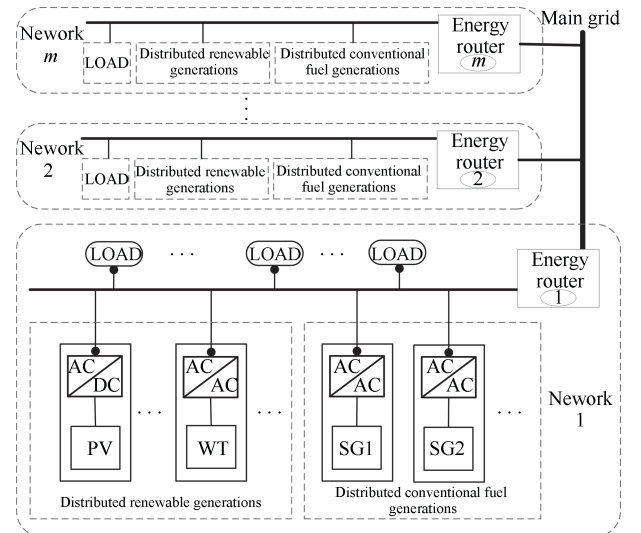 Nework
m
LOAD
Distributed renewable
generations
Distributed conventional
fuel generations
Energy
router
m
Main grid
Nework
2
LOAD
Distributed renewable
generations
Distributed conventional
fuel generations
Energy
router
2
LOAD
LOAD
LOAD
Energy
router
1
AC
DC
PV
AC
AC
WT
AC
AC
SG1
AC
AC
SG2
Distributed renewable generations
Distributed conventional fuel
generations
Nework
1